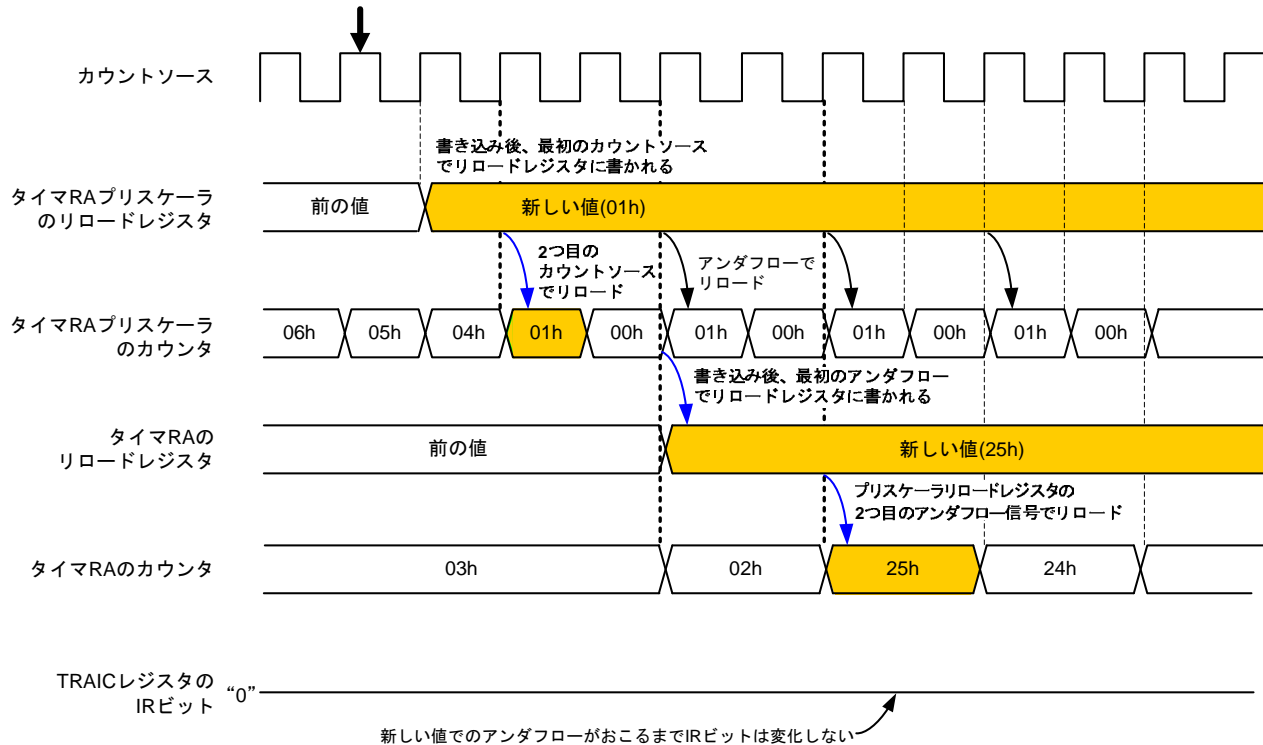 カウントソース
書き込み後、最初のカウントソース
でリロードレジスタに書かれる
タイマRAプリスケーラ
のリロードレジスタ
前の値
新しい値(01h)
2つ目の
カウントソース
でリロード
アンダフローで
リロード
タイマRAプリスケーラ
のカウンタ
06h
05h
04h
01h
00h
01h
00h
01h
00h
01h
00h
書き込み後、最初のアンダフロー
でリロードレジスタに書かれる
タイマRAの
リロードレジスタ
前の値
新しい値(25h)
プリスケーラリロードレジスタの
2つ目のアンダフロー信号でリロード
タイマRAのカウンタ
03h
02h
25h
24h
TRAICレジスタの
IRビット
“0”
新しい値でのアンダフローがおこるまでIRビットは変化しない